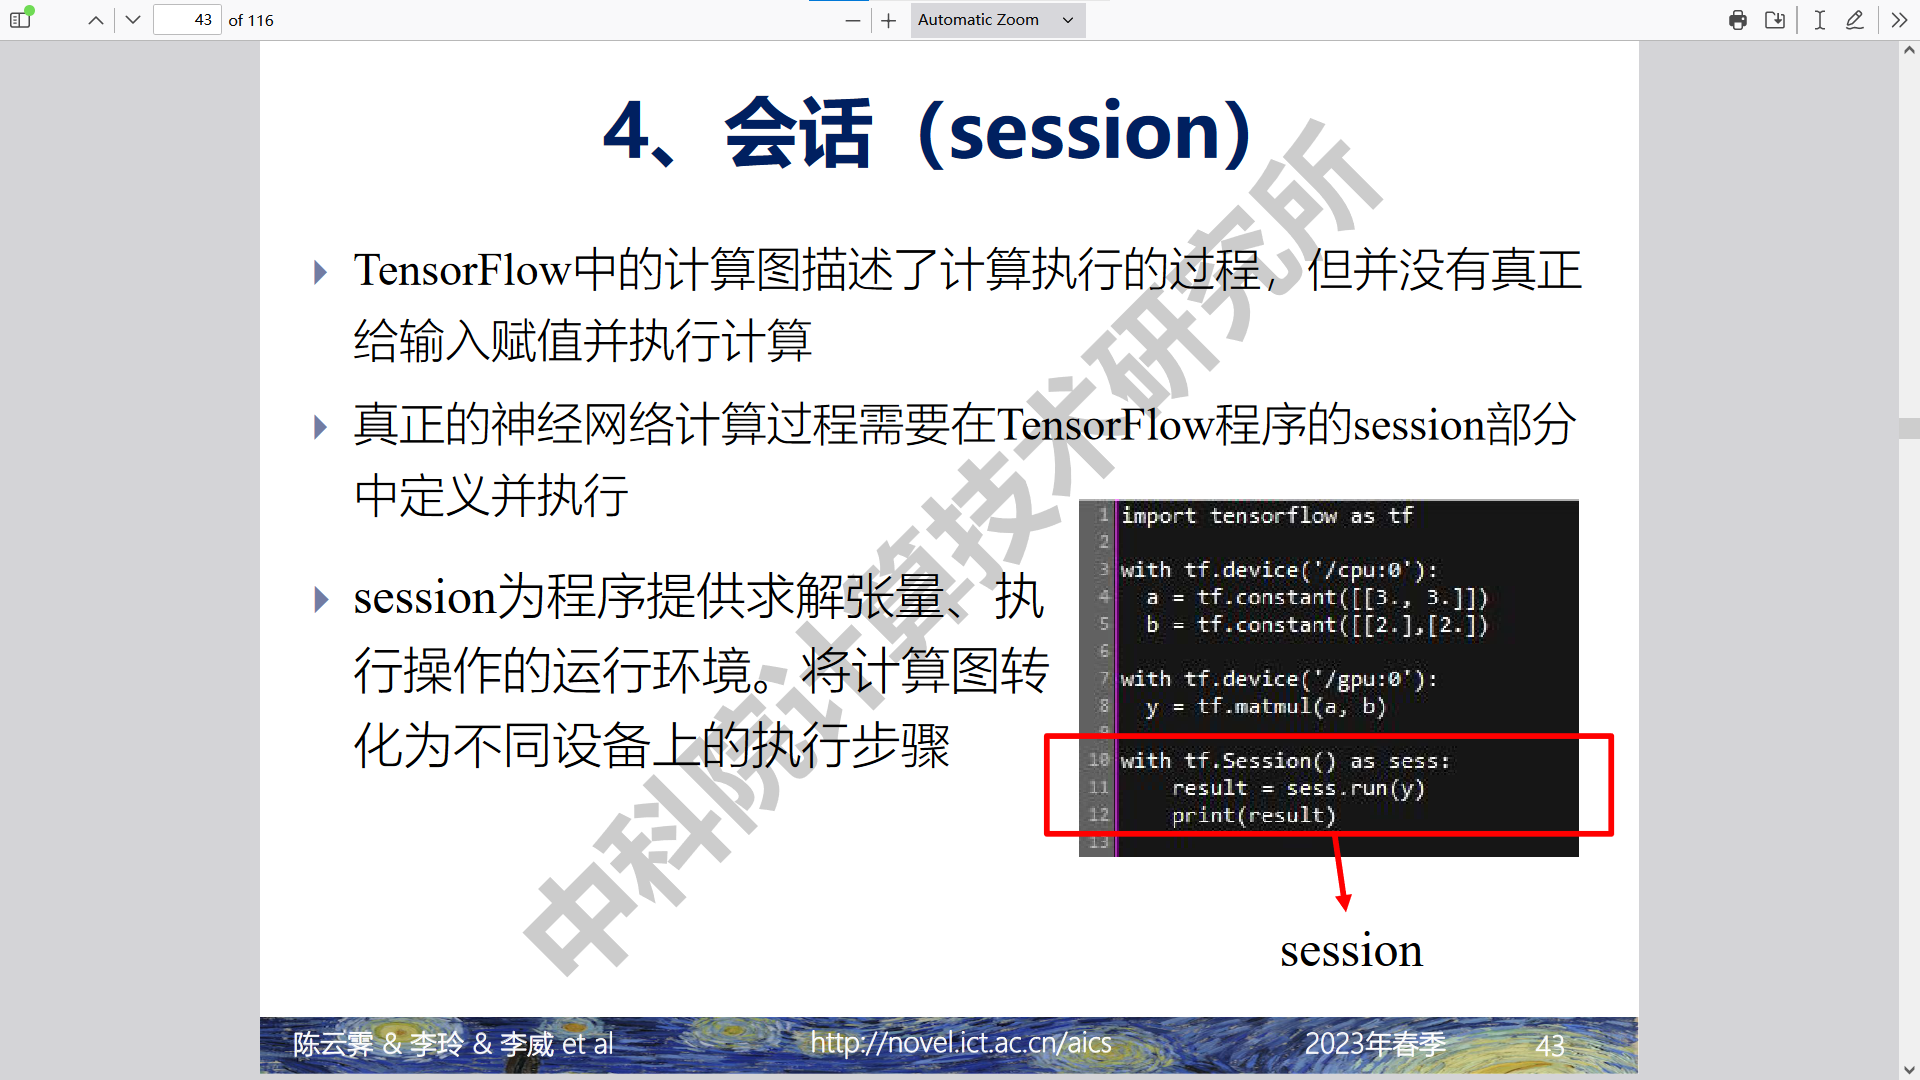 43 of 116
Automatic Zoom
4、会话（session）
TensorFlow中的计算图描述了计算执行的过程，但并没有真正
给输入赋值并执行计算
真正的神经网络计算过程需要在TensorFlow程序的session部分
中定义并执行
session为程序提供求解张量、执
行操作的运行环境。将计算图转
化为不同设备上的执行步骤
1 import tensorflow as tf
2
3 with tf.device('/cpu:0'):
4 a = tf.constant([[3., 3.]])
5 b = tf.constant([[2.],[2.])
6
7 with tf.device('/gpu:0'):
8 y = tf.matmul(a, b)
9
10 with tf.Session() as sess:
11 result = sess.run(y)
12 print(result)
13
session
中科院计算技术研究所
陈云霁 & 李玲 & 李威 et al
http://novel.ict.ac.cn/aics
2023年春季
43